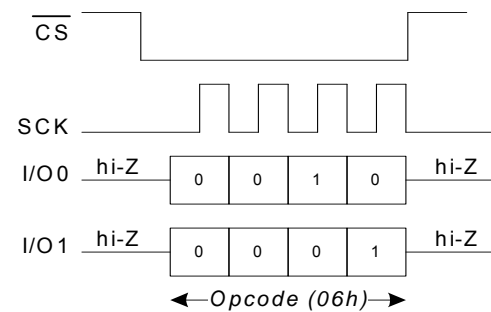 CS
SCK
I/O0 hi-Z 0 0 1 0 hi-Z
I/O1 hi-Z 0 0 0 1 hi-Z
Opcode (06h)